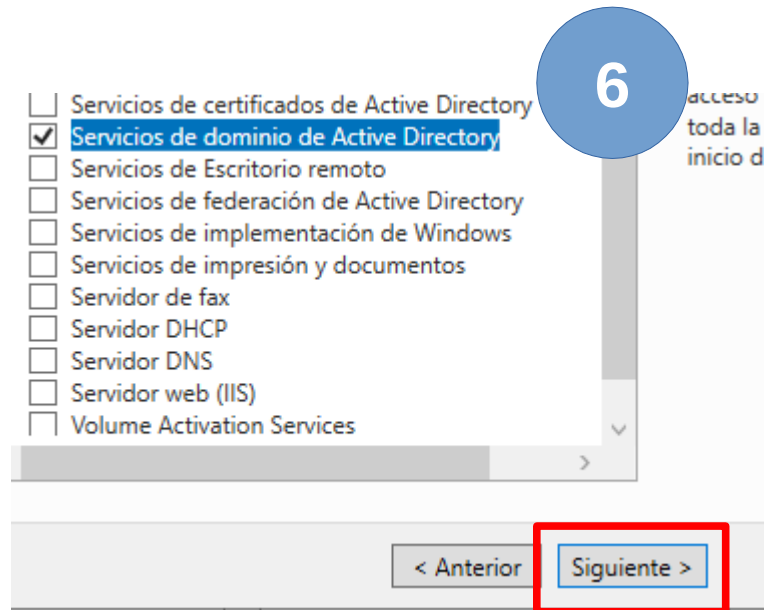 6
Servicios de certificados de Active Directory
Servicios de dominio de Active Directory
Servicios de Escritorio remoto
Servicios de federación de Active Directory
Servicios de implementación de Windows
Servicios de impresión y documentos
Servidor de fax
Servidor DHCP
Servidor DNS
Servidor web (IIS)
Volume Activation Services
acceso
toda la
inicio d
< Anterior
Siguiente >